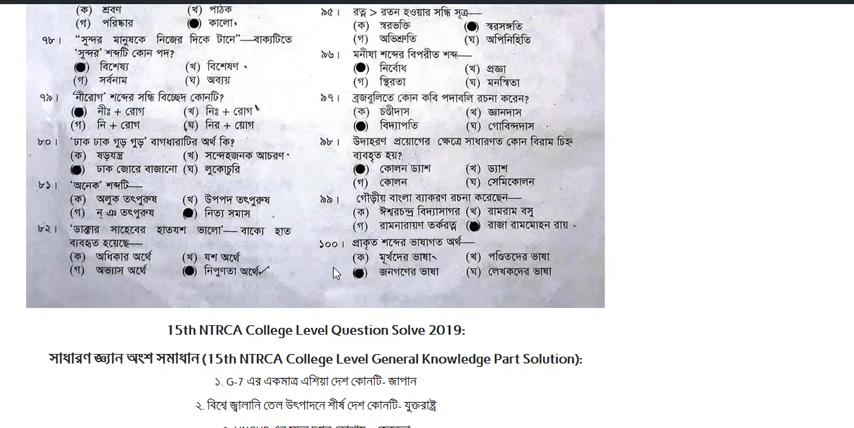 (ক) শ্রবণ (খ) পাঠক
(গ) পরিষ্কার কালো
৭৮। "সুন্দর মানুষকে নিজের দিকে টানে"—বাক্যটিতে
'সুন্দর' শব্দটি কোন পদ?
বিশেষ্য (খ) বিশেষণ
(গ) সর্বনাম (ঘ) অব্যয়
৭৯। 'নীরোগ' শব্দের সন্ধি বিচ্ছেদ কোনটি?
নীঃ + রোগ (খ) নিঃ + রোগ
(গ) নি + রোগ (ঘ) নির + য়োগ
৮০। 'ঢাক ঢাক গুড় গুড়' বাগধারাটির অর্থ কি?
(ক) ষড়যন্ত্র (খ) সন্দেহজনক আচরণ
ঢাক জোরে বাজানো (ঘ) লুকোচুরি
৮১। 'অনেক' শব্দটি—
(ক) অলুক তৎপুরুষ (খ) উপপদ তৎপুরুষ
(গ) ন্ ঞ তৎপুরুষ নিত্য সমাস
৮২। 'ডাক্তার সাহেবের হাতযশ ভালো'— বাক্যে হাত
ব্যবহৃত হয়েছে—
(ক) অধিকার অর্থে (খ) যশ অর্থে
(গ) অভ্যাস অর্থে নিপুণতা অর্থে
৯৫। রত্ন > রতন হওয়ার সন্ধি সূত্র—
(ক) স্বরভক্তি স্বরসঙ্গতি
(গ) অভিশ্রুতি (ঘ) অপিনিহিতি
৯৬। মনীষা শব্দের বিপরীত শব্দ—
নির্বোধ (খ) প্রজ্ঞা
(গ) স্থিরতা (ঘ) মনস্বিতা
৯৭। ব্রজবুলিতে কোন কবি পদাবলি রচনা করেন?
(ক) চণ্ডীদাস (খ) জ্ঞানদাস
বিদ্যাপতি (ঘ) গোবিন্দদাস
৯৮। উদাহরণ প্রয়োগের ক্ষেত্রে সাধারণত কোন বিরাম চিহ্ন
ব্যবহৃত হয়?
কোলন ড্যাশ (খ) ড্যাশ
(গ) কোলন (ঘ) সেমিকোলন
৯৯। গৌড়ীয় বাংলা ব্যাকরণ রচনা করেছেন—
(ক) ঈশ্বরচন্দ্র বিদ্যাসাগর (খ) রামরাম বসু
(গ) রামনারায়ণ তর্করত্ন রাজা রামমোহন রায়
১০০। প্রাকৃত শব্দের ভাষাগত অর্থ—
(ক) মূর্খদের ভাষা (খ) পণ্ডিতদের ভাষা
জনগণের ভাষা (ঘ) লেখকদের ভাষা
15th NTRCA College Level Question Solve 2019:
সাধারণ জ্ঞ্যান অংশ সমাধান (15th NTRCA College Level General Knowledge Part Solution):
১. G-7 এর একমাত্র এশিয়া দেশ কোনটি- জাপান
২. বিশ্বে জ্বালানি তেল উৎপাদনে শীর্ষ দেশ কোনটি- যুক্তরাষ্ট্র